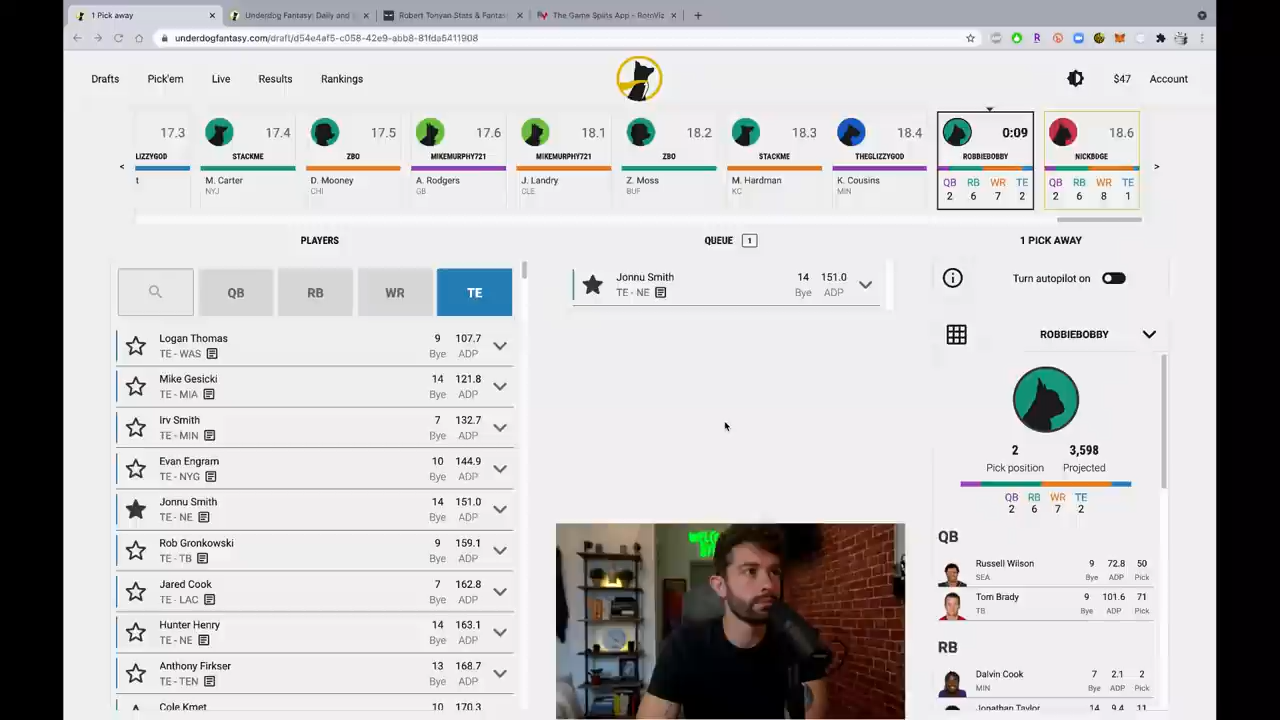 1 Pick away
Underdog Fantasy: Daily and
Robert Tonyan Stats & Fantas
The Game Splits App - RotoViz
underdogfantasy.com/draft/d54e4af5-c058-42e9-abb8-81fda5411908
Drafts Pick'em Live Results Rankings
$47 Account
17.3 17.4 17.5 17.6 18.1 18.2 18.3 18.4 0:09 18.6
LIZZYGOD STACKME ZBO MIKEMURPHY721 MIKEMURPHY721 ZBO STACKME THEGLIZZYGOD ROBBIEBOBBY NICKBDGE
t M. Carter D. Mooney A. Rodgers J. Landry Z. Moss M. Hardman K. Cousins QB RB WR TE QB RB WR TE
NYJ CHI GB CLE BUF KC MIN 2 6 7 2 2 6 8 1
PLAYERS
QUEUE 1
1 PICK AWAY
QB RB WR TE
Logan Thomas 9 107.7
TE - WAS Bye ADP
Mike Gesicki 14 121.8
TE - MIA Bye ADP
Irv Smith 7 132.7
TE - MIN Bye ADP
Evan Engram 10 144.9
TE - NYG Bye ADP
Jonnu Smith 14 151.0
TE - NE Bye ADP
Rob Gronkowski 9 159.1
TE - TB Bye ADP
Jared Cook 7 162.8
TE - LAC Bye ADP
Hunter Henry 14 163.1
TE - NE Bye ADP
Anthony Firkser 13 168.7
TE - TEN Bye ADP
Cole Kmet 10 170.3
Jonnu Smith 14 151.0
TE - NE Bye ADP
Turn autopilot on
ROBBIEBOBBY
2 3,598
Pick position Projected
QB RB WR TE
2 6 7 2
QB
Russell Wilson 9 72.8 50
SEA Bye ADP Pick
Tom Brady 9 101.6 71
TB Bye ADP Pick
RB
Dalvin Cook 7 2.1 2
MIN Bye ADP Pick
Jonathan Taylor 14 9.4 11